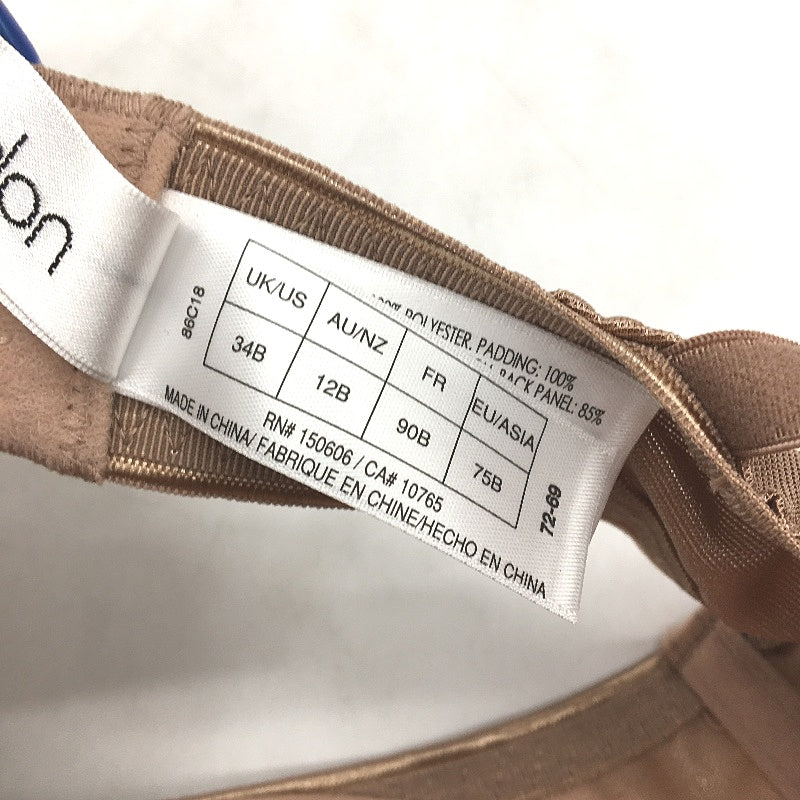 lon
86C18
UK/US AU/NZ FR EU/ASIA
34B 12B 90B 75B
RN# 150606 / CA# 10765
MADE IN CHINA/ FABRIQUE EN CHINE/HECHO EN CHINA
72-69
POLYESTER. PADDING: 100%
BACK PANEL: 85%